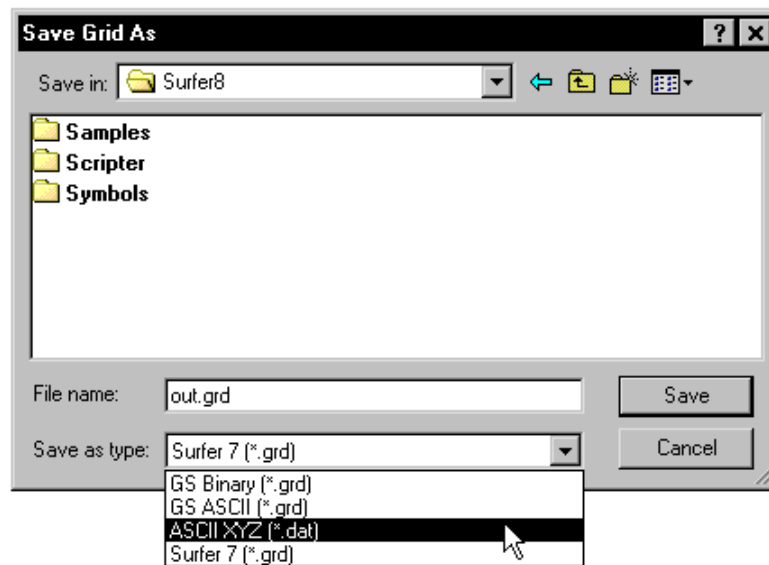 Save Grid As
Save in: Surfer8
Samples
Scripter
Symbols
File name: out.grd Save
Save as type: Surfer 7 (*.grd) Cancel
GS Binary (*.grd)
GS ASCII (*.grd)
ASCII XYZ (*.dat)
Surfer 7 (*.grd)